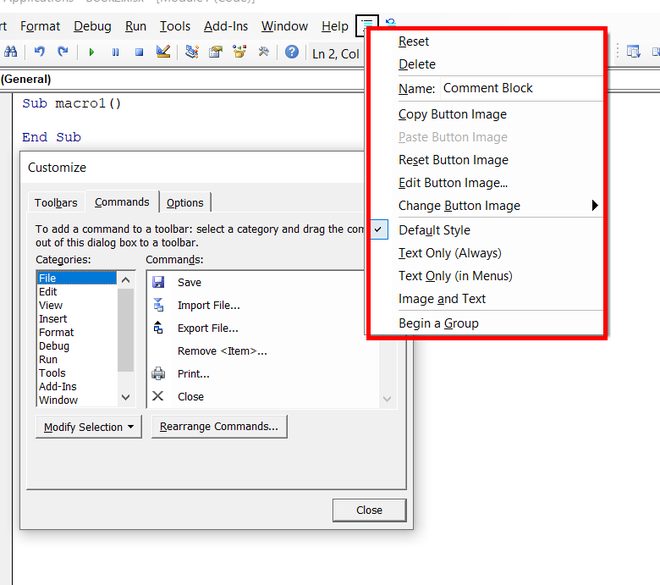 Format Debug Run Tools Add-Ins Window Help
Ln 2, Col
(General)
Sub macro1()
End Sub
Customize
Toolbars Commands Options
To add a command to a toolbar: select a category and drag the com
out of this dialog box to a toolbar.
Categories: Commands:
File
Edit
View
Insert
Format
Debug
Run
Tools
Add-Ins
Window
Save
Import File...
Export File...
Remove <Item>...
Print...
Close
Modify Selection Rearrange Commands...
Close
Reset
Delete
Name: Comment Block
Copy Button Image
Paste Button Image
Reset Button Image
Edit Button Image...
Change Button Image
Default Style
Text Only (Always)
Text Only (in Menus)
Image and Text
Begin a Group